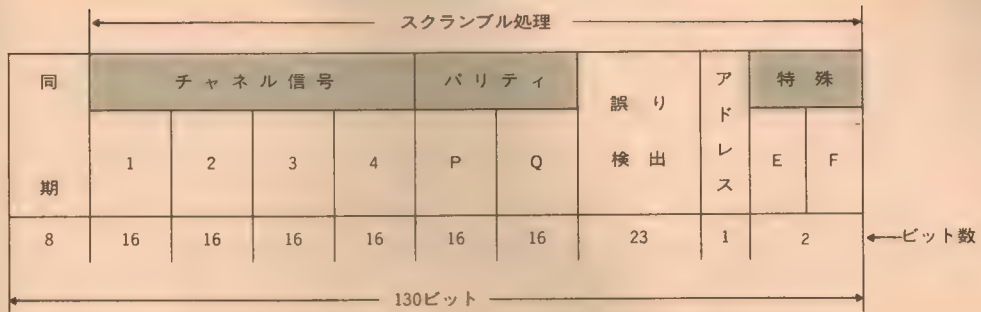 スクランブル処理
同期
チャネル信号
パリティ
誤り検出
アドレス
特殊
1 2 3 4 P Q E F
8 16 16 16 16 16 16 23 1 2 ビット数
130ビット